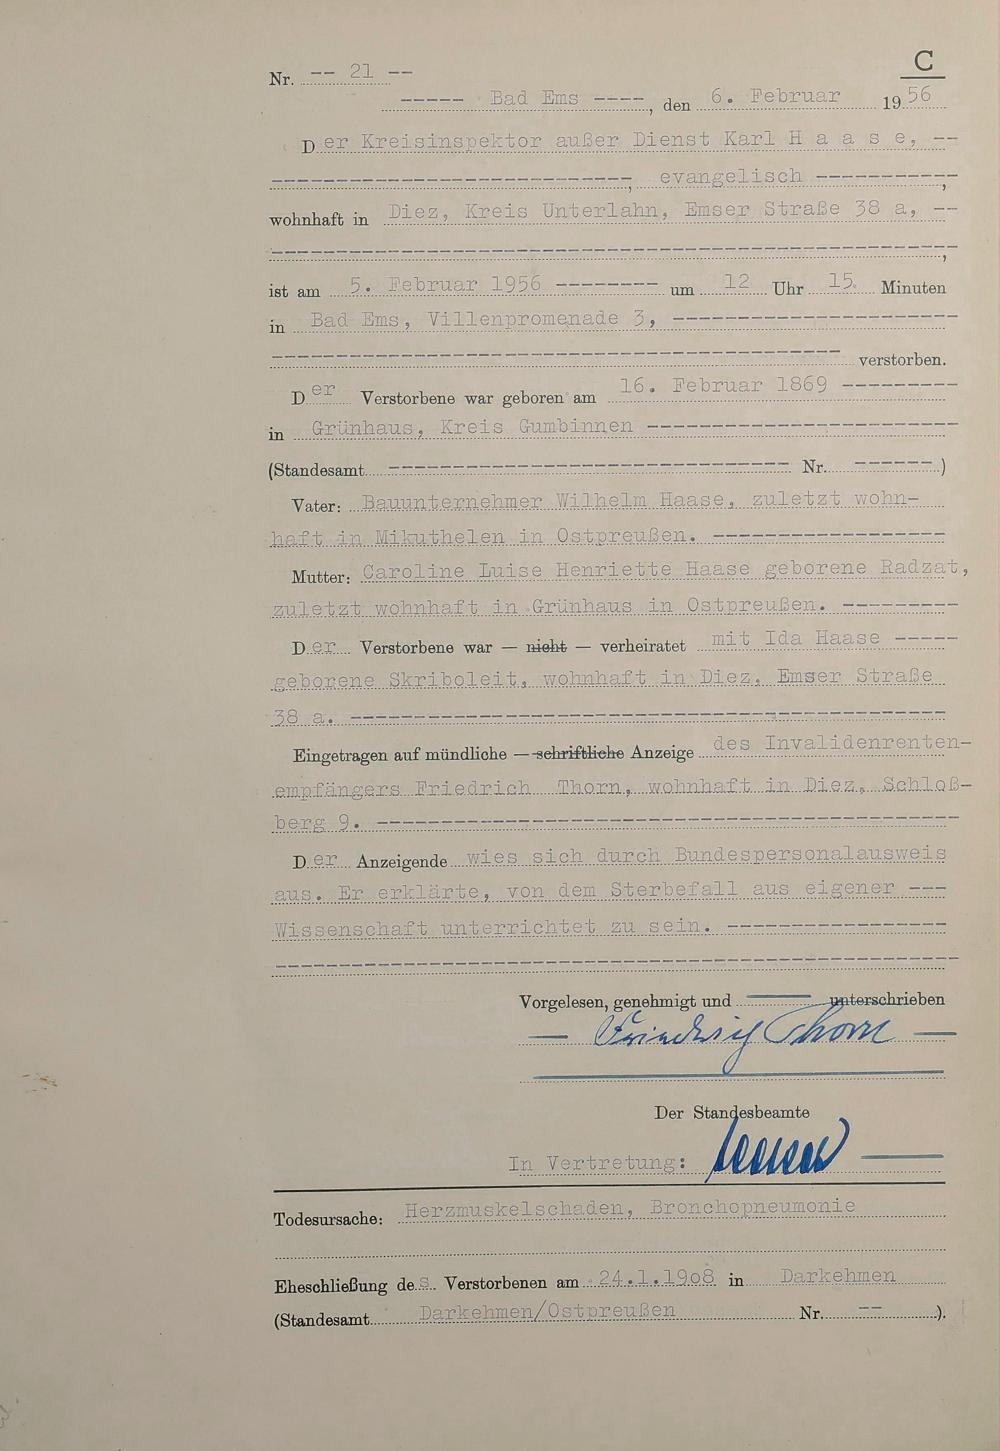 C
Nr. -- 21 --
----- Bad Ems ----, den 6. Februar 1956
Der Kreisinspektor außer Dienst Karl H a a s e, --
----------------------------, evangelisch -----------,
wohnhaft in Diez, Kreis Unterlahn, Emser Straße 38 a, --
-----------------------------------------------------,
ist am 5. Februar 1956 -------- um 12 Uhr 15. Minuten
in Bad Ems, Villenpromenade 3, ----------------------
-------------------------------------------- verstorben.
Der Verstorbene war geboren am 16. Februar 1869 ---------
in Grünhaus, Kreis Gumbinnen ------------------------
(Standesamt ------------------------------- Nr. ------)
Vater: Bauunternehmer Wilhelm Haase, zuletzt wohn-
haft in Mikuthelen in Ostpreußen. ------------------
Mutter: Caroline Luise Henriette Haase geborene Radzat,
zuletzt wohnhaft in Grünhaus in Ostpreußen. ---------
Der Verstorbene war — nicht — verheiratet mit Ida Haase -----
geborene Skriboleit, wohnhaft in Diez, Emser Straße
38 a. ----------------------------------------------
Eingetragen auf mündliche — schriftliche Anzeige des Invalidenrenten-
empfängers Friedrich Thorn, wohnhaft in Diez, Schloß-
berg 9. ---------------------------------------------
Der Anzeigende wies sich durch Bundespersonalausweis
aus. Er erklärte, von dem Sterbefall aus eigener ---
Wissenschaft unterrichtet zu sein. -----------------
-----------------------------------------------------
Vorgelesen, genehmigt und —— unterschrieben
— Friedrich Thorn —
Der Standesbeamte
In Vertretung:
Todesursache: Herzmuskelschaden, Bronchopneumonie
Eheschließung des Verstorbenen am 24.1.19o8 in Darkehmen
(Standesamt Darkehmen/Ostpreußen Nr. -- ).